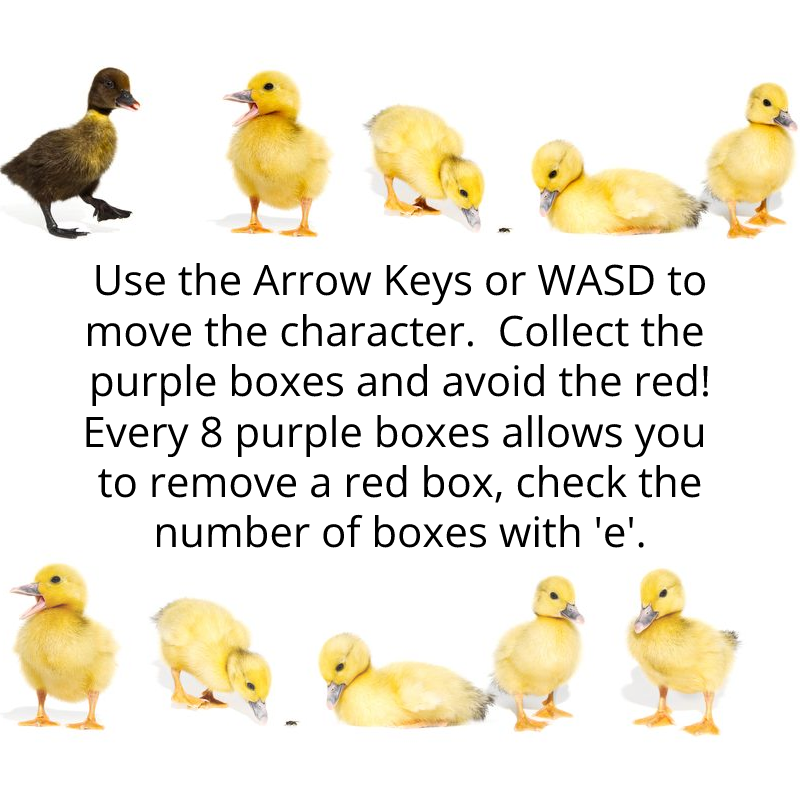 Use the Arrow Keys or WASD to
move the character.  Collect the
purple boxes and avoid the red!
Every 8 purple boxes allows you
to remove a red box, check the
number of boxes with 'e'.